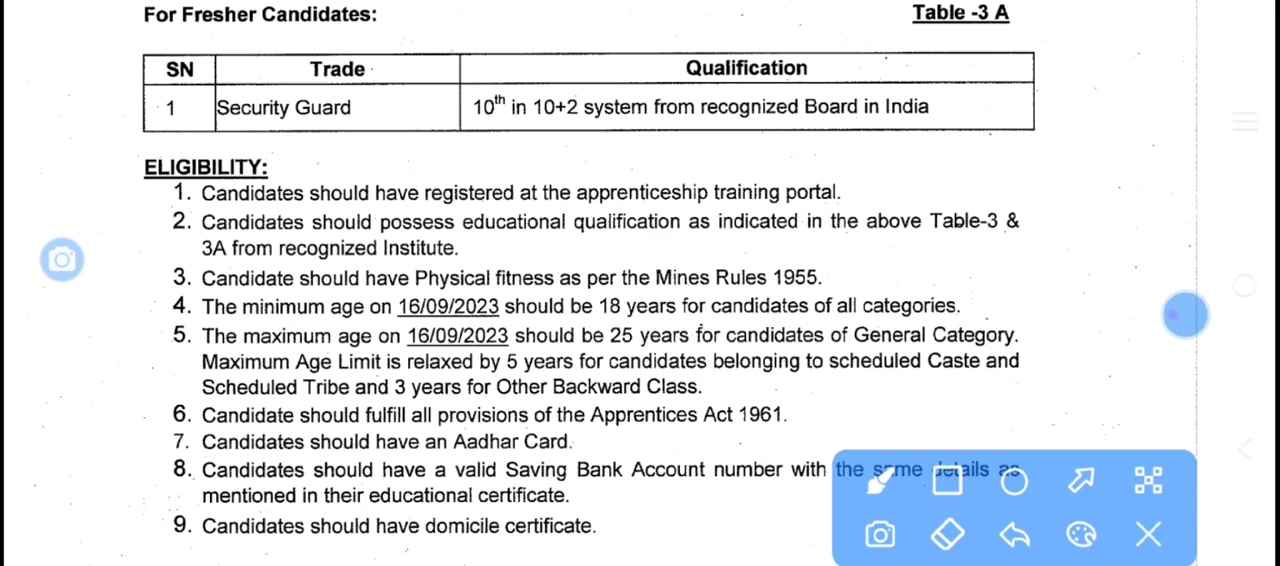 For Fresher Candidates:
Table -3 A
SN Trade Qualification
1 Security Guard 10th in 10+2 system from recognized Board in India
ELIGIBILITY:
1. Candidates should have registered at the apprenticeship training portal.
2. Candidates should possess educational qualification as indicated in the above Table-3 &
3A from recognized Institute.
3. Candidate should have Physical fitness as per the Mines Rules 1955.
4. The minimum age on 16/09/2023 should be 18 years for candidates of all categories.
5. The maximum age on 16/09/2023 should be 25 years for candidates of General Category.
Maximum Age Limit is relaxed by 5 years for candidates belonging to scheduled Caste and
Scheduled Tribe and 3 years for Other Backward Class.
6. Candidate should fulfill all provisions of the Apprentices Act 1961.
7. Candidates should have an Aadhar Card.
8. Candidates should have a valid Saving Bank Account number with the same details as
mentioned in their educational certificate.
9. Candidates should have domicile certificate.